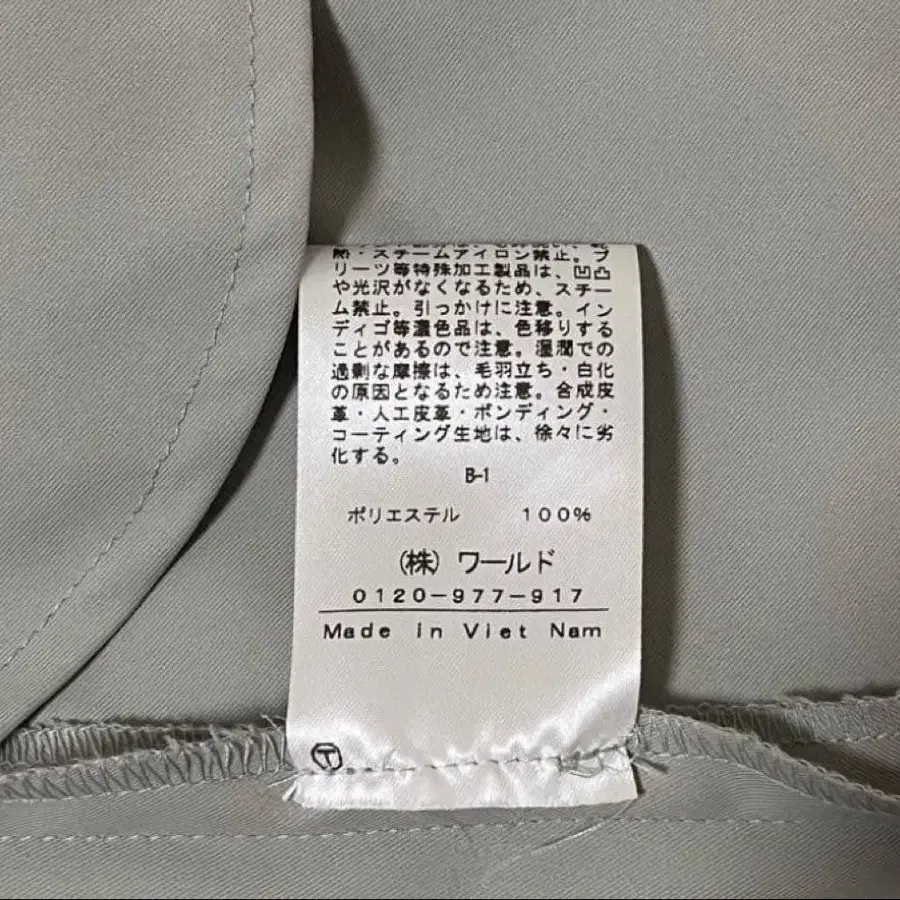 熱・スチームアイロン禁止。プ
リーツ等特殊加工製品は、凹凸
や光沢がなくなるため、スチー
ム禁止。引っかけに注意。イン
ディゴ等濃色品は、色移りする
ことがあるので注意。湿潤での
過剰な摩擦は、毛羽立ち・白化
の原因となるため注意。合成皮
革・人工皮革・ボンディング・
コーティング生地は、徐々に劣
化する。
B-1
ポリエステル 100%
(株)ワールド
0120-977-917
Made in Viet Nam
T